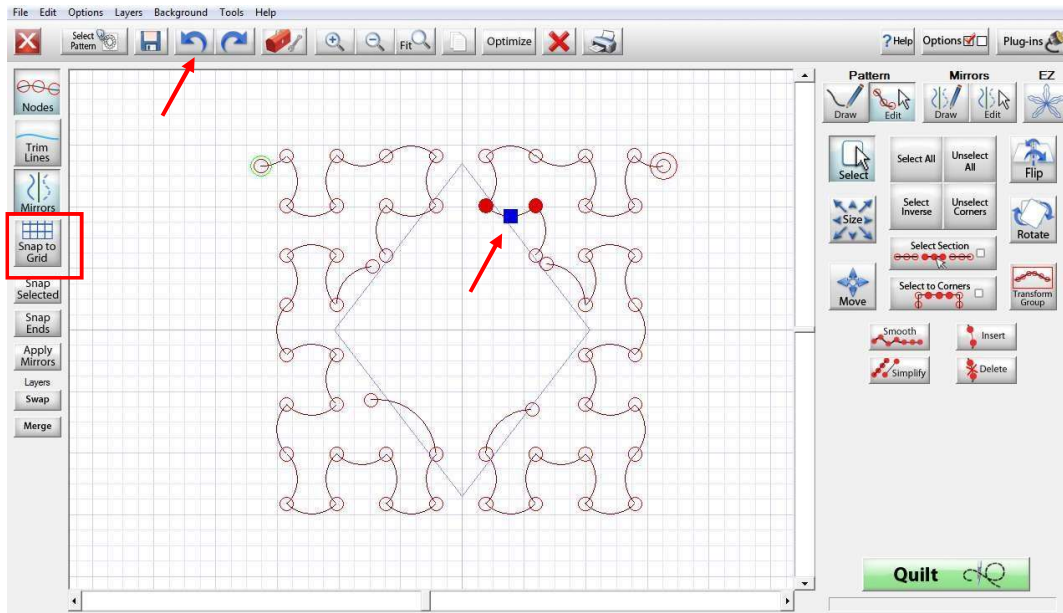 File Edit Options Layers Background Tools Help
Select
Pattern
Fit
Optimize
?Help
Options
Plug-ins
Nodes
Trim
Lines
Mirrors
Snap to
Grid
Snap
Selected
Snap
Ends
Apply
Mirrors
Layers
Swap
Merge
Pattern
Mirrors
EZ
Draw
Edit
Draw
Edit
Select
Select All
Unselect
All
Flip
Size
Select
Inverse
Unselect
Corners
Rotate
Select Section
Move
Select to Corners
Transform
Group
Smooth
Insert
Simplify
Delete
Quilt